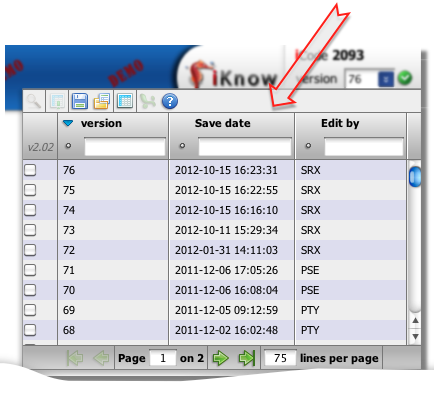 DEMO
iKnow
iCode 2093
version 76
version Save date Edit by
v2.02
76 2012-10-15 16:23:31 SRX
75 2012-10-15 16:22:55 SRX
74 2012-10-15 16:16:10 SRX
73 2012-10-11 15:29:34 SRX
72 2012-01-31 14:11:03 SRX
71 2011-12-06 17:05:26 PSE
70 2011-12-06 16:08:04 PSE
69 2011-12-05 09:12:59 PTY
68 2011-12-02 16:02:48 PTY
Page 1 on 2 75 lines per page